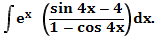 ∫eˣ (sin 4x − 4 / 1 − cos 4x) dx.